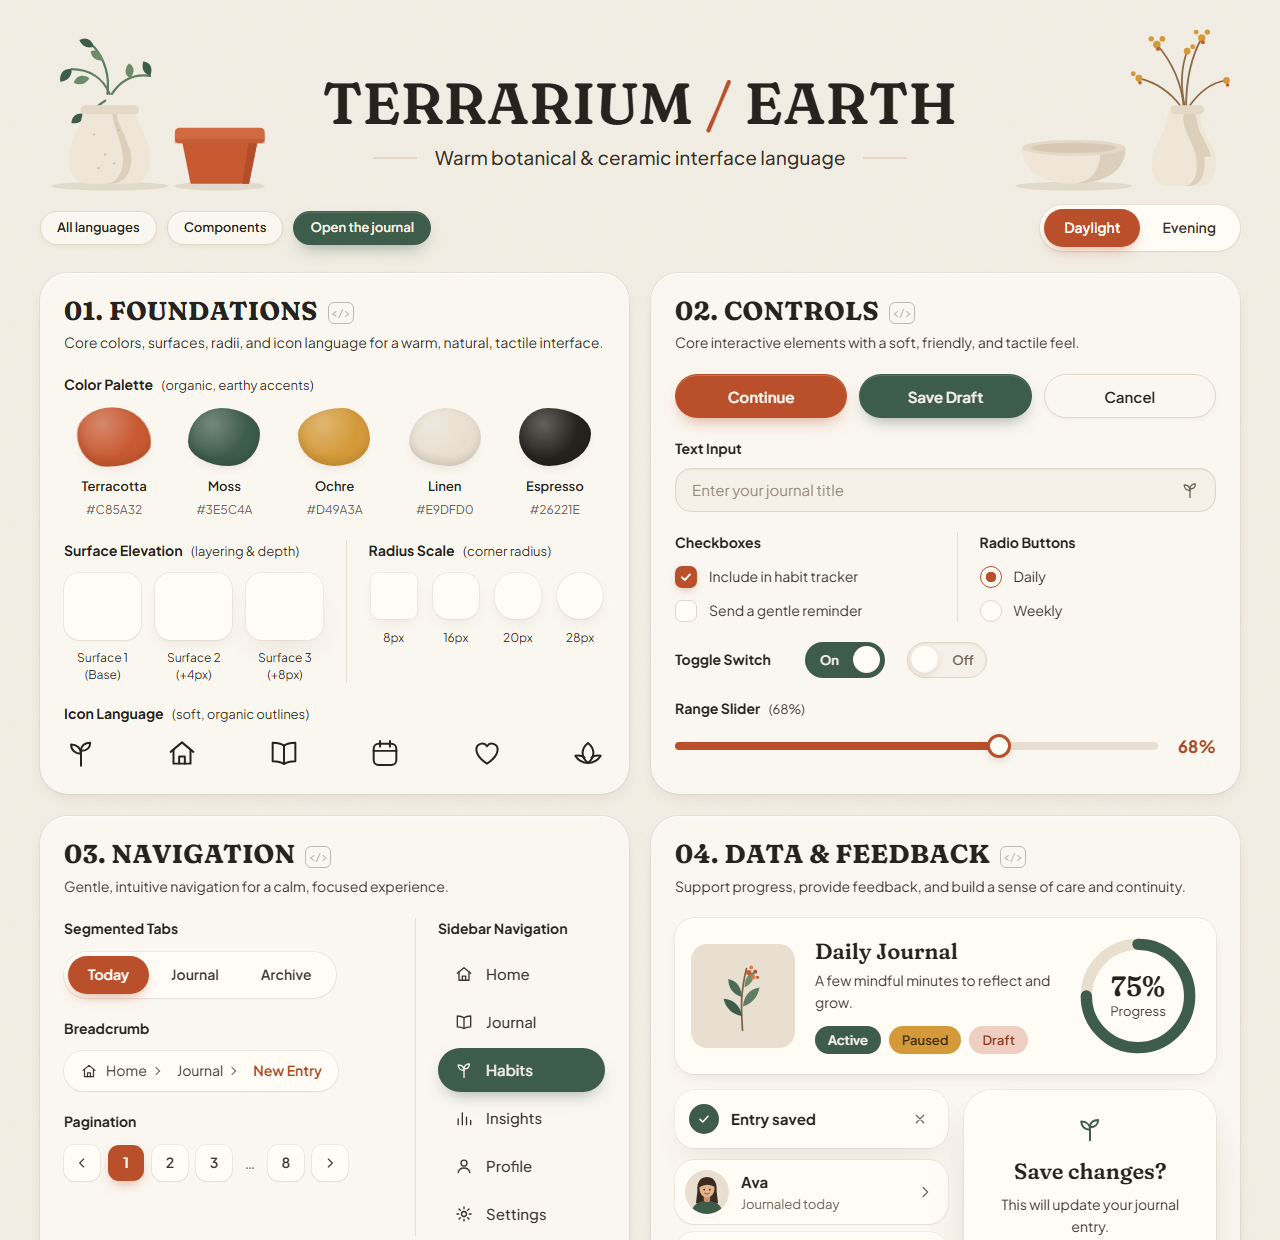 TERRARIUM / EARTH
Warm botanical & ceramic interface language
All languages
Components
Open the journal
Daylight
Evening
01. FOUNDATIONS </>
Core colors, surfaces, radii, and icon language for a warm, natural, tactile interface.
Color Palette (organic, earthy accents)
Terracotta
Moss
Ochre
Linen
Espresso
#C85A32
#3E5C4A
#D49A3A
#E9DFD0
#26221E
Surface Elevation (layering & depth)
Surface 1
(Base)
Surface 2
(+4px)
Surface 3
(+8px)
Radius Scale (corner radius)
8px
16px
20px
28px
Icon Language (soft, organic outlines)
02. CONTROLS </>
Core interactive elements with a soft, friendly, and tactile feel.
Continue
Save Draft
Cancel
Text Input
Enter your journal title
Checkboxes
Include in habit tracker
Send a gentle reminder
Radio Buttons
Daily
Weekly
Toggle Switch
On
Off
Range Slider (68%)
68%
03. NAVIGATION </>
Gentle, intuitive navigation for a calm, focused experience.
Segmented Tabs
Today
Journal
Archive
Breadcrumb
Home
Journal
New Entry
Pagination
1
2
3
...
8
Sidebar Navigation
Home
Journal
Habits
Insights
Profile
Settings
04. DATA & FEEDBACK </>
Support progress, provide feedback, and build a sense of care and continuity.
Daily Journal
A few mindful minutes to reflect and
grow.
Active
Paused
Draft
75%
Progress
Entry saved
Ava
Journaled today
Save changes?
This will update your journal
entry.